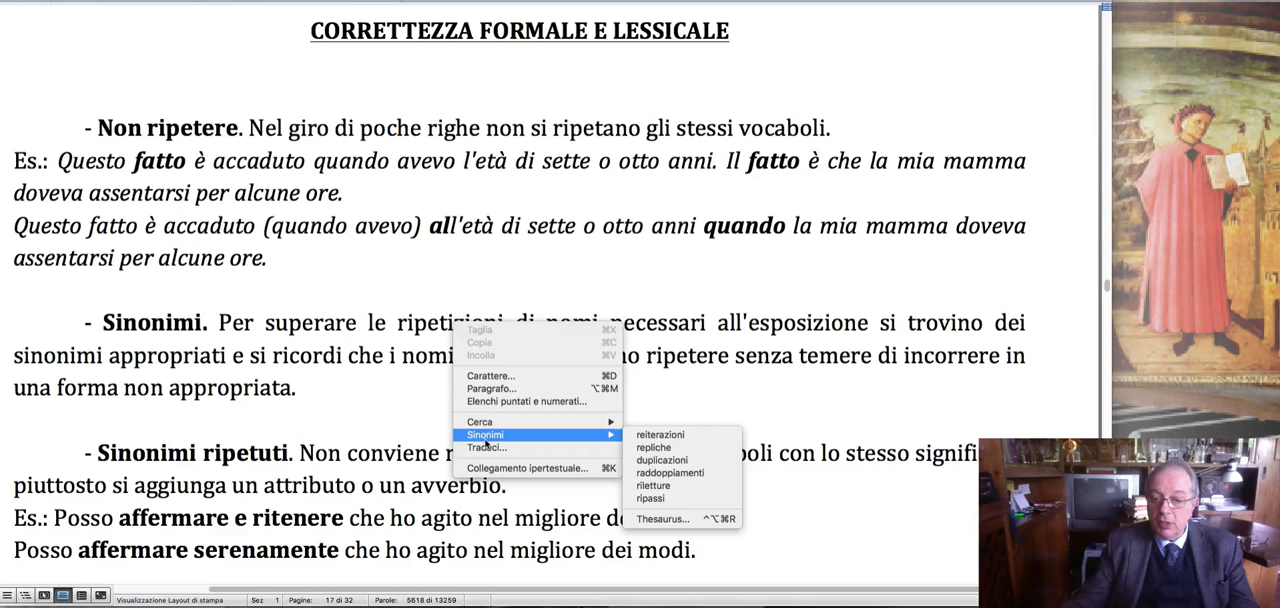 CORRETTEZZA FORMALE E LESSICALE
- Non ripetere. Nel giro di poche righe non si ripetano gli stessi vocaboli.
Es.: Questo fatto è accaduto quando avevo l'età di sette o otto anni. Il fatto è che la mia mamma
doveva assentarsi per alcune ore.
Questo fatto è accaduto (quando avevo) all'età di sette o otto anni quando la mia mamma doveva
assentarsi per alcune ore.
- Sinonimi. Per superare le ripetizioni di nomi necessari all'esposizione si trovino dei
sinonimi appropriati e si ricordi che i nomi ripetere senza temere di incorrere in
una forma non appropriata.
- Sinonimi ripetuti. Non conviene con lo stesso
piuttosto si aggiunga un attributo o un avverbio.
Es.: Posso affermare e ritenere che ho agito nel migliore
Posso affermare serenamente che ho agito nel migliore dei modi.
Taglia ⌘X
Copia ⌘C
Incolla ⌘V
Carattere... ⌘D
Paragrafo... ⌥⌘M
Elenchi puntati e numerati...
Cerca
Sinonimi
Traduci...
Collegamento ipertestuale... ⌘K
reiterazioni
repliche
duplicazioni
raddoppiamenti
riletture
ripassi
Thesaurus... ^⌥⌘R
Visualizzazione Layout di stampa Sez 1 Pagine: 17 di 32 Parole: 5618 di 13259